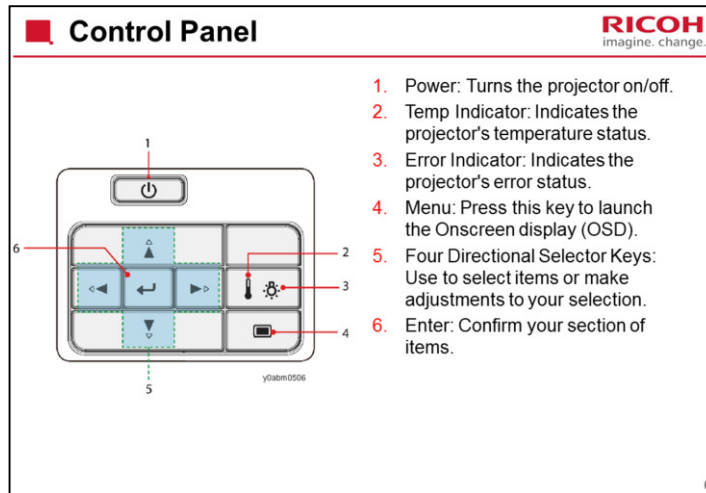 Control Panel
RICOH
imagine. change.
1. Power: Turns the projector on/off.
2. Temp Indicator: Indicates the
projector's temperature status.
3. Error Indicator: Indicates the
projector's error status.
4. Menu: Press this key to launch
the Onscreen display (OSD).
5. Four Directional Selector Keys:
Use to select items or make
adjustments to your selection.
6. Enter: Confirm your section of
items.
1
6
2
3
4
5
y0abm0506